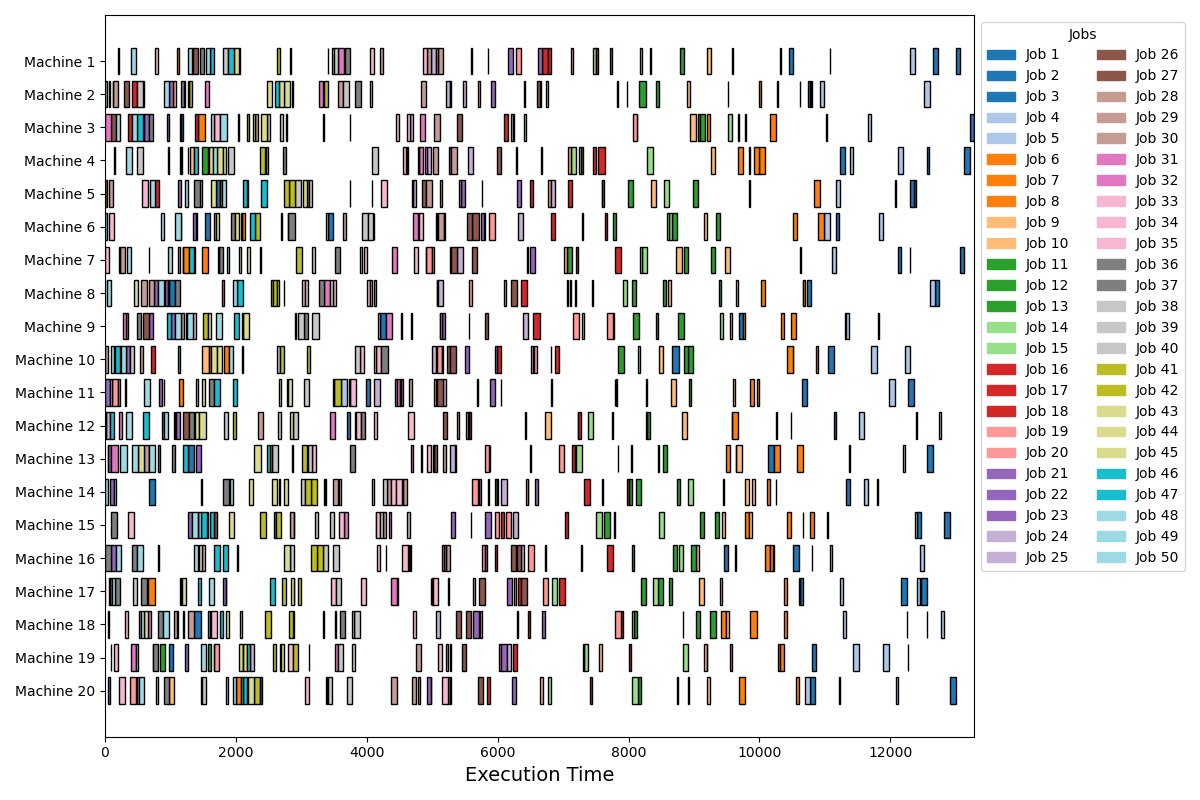 Machine 1
Machine 2
Machine 3
Machine 4
Machine 5
Machine 6
Machine 7
Machine 8
Machine 9
Machine 10
Machine 11
Machine 12
Machine 13
Machine 14
Machine 15
Machine 16
Machine 17
Machine 18
Machine 19
Machine 20
0 2000 4000 6000 8000 10000 12000
Execution Time
Jobs
Job 1
Job 2
Job 3
Job 4
Job 5
Job 6
Job 7
Job 8
Job 9
Job 10
Job 11
Job 12
Job 13
Job 14
Job 15
Job 16
Job 17
Job 18
Job 19
Job 20
Job 21
Job 22
Job 23
Job 24
Job 25
Job 26
Job 27
Job 28
Job 29
Job 30
Job 31
Job 32
Job 33
Job 34
Job 35
Job 36
Job 37
Job 38
Job 39
Job 40
Job 41
Job 42
Job 43
Job 44
Job 45
Job 46
Job 47
Job 48
Job 49
Job 50